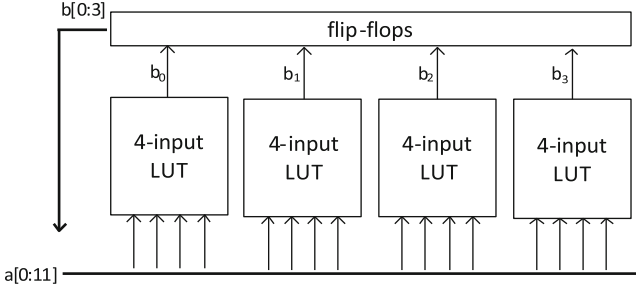 b[0:3]
flip-flops
b0
b1
b2
b3
4-input
LUT
4-input
LUT
4-input
LUT
4-input
LUT
a[0:11]